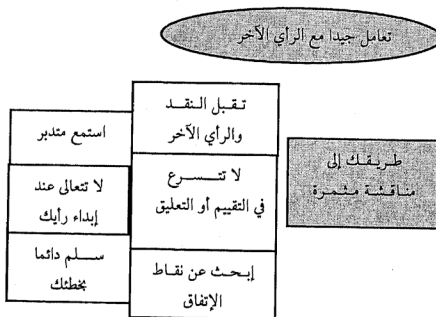 تعامل جيدا مع الرأي الآخر
طريقك إلى
مناقشة مثمرة
تقبل النقد
والرأي الآخر
لا تتسرع
في التقييم أو التعليق
إبحث عن نقاط
الإتفاق
استمع متدبر
لا تتعالى عند
إبداء رأيك
سلم دائما
بخطئك